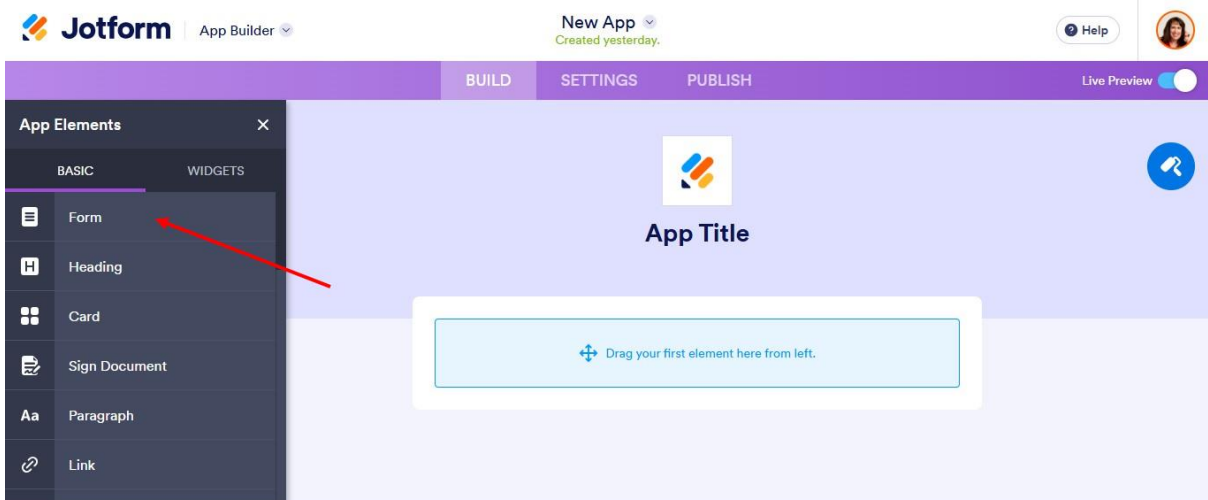 Jotform App Builder
New App
Created yesterday.
Help
BUILD SETTINGS PUBLISH
Live Preview
App Elements
BASIC WIDGETS
Form
H Heading
Card
Sign Document
Aa Paragraph
Link
App Title
Drag your first element here from left.